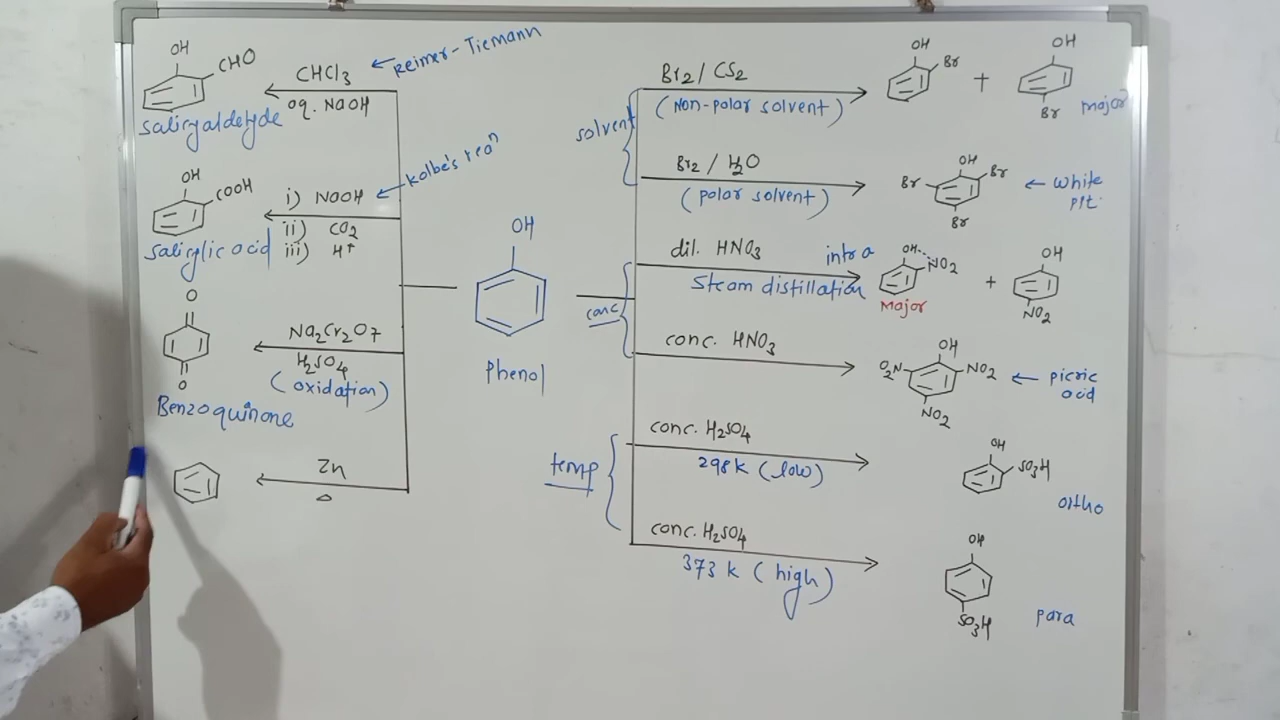 OH
CHO
Salicyaldehyde
CHCl3
aq. NaOH
Reimer-Tiemann
OH
COOH
Salicylic acid
i) NaOH
ii) CO2
iii) H+
Kolbe's reaⁿ
O
O
Benzoquinone
Na2Cr2O7
H2SO4
(oxidation)
Zn
△
OH
Phenol
solvent
Br2/CS2
(Non-polar solvent)
OH
Br
+
OH
Br
Major
Br2/H2O
(polar solvent)
OH
Br
Br
Br
white
PPt.
conc
dil. HNO3
Steam distillation
intra
OH
NO2
Major
+
OH
NO2
conc. HNO3
OH
O2N
NO2
NO2
picric
acid
temp
conc. H2SO4
298 K (low)
OH
SO3H
ortho
conc. H2SO4
373 K (high)
OH
SO3H
para